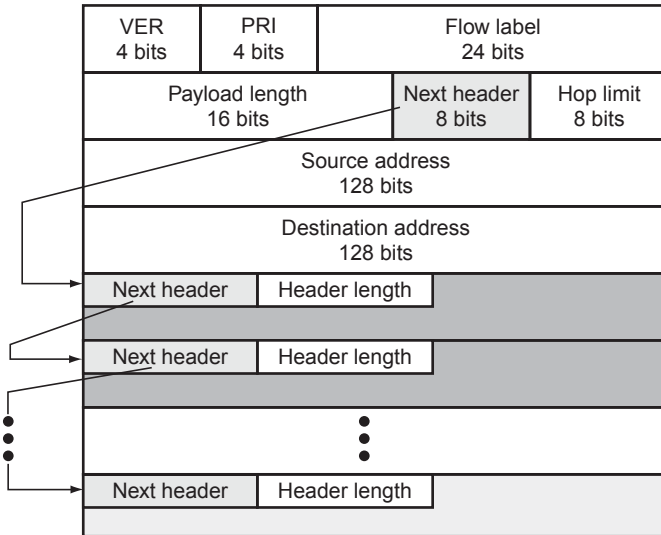 VER
4 bits
PRI
4 bits
Flow label
24 bits
Payload length
16 bits
Next header
8 bits
Hop limit
8 bits
Source address
128 bits
Destination address
128 bits
Next header
Header length
Next header
Header length
Next header
Header length